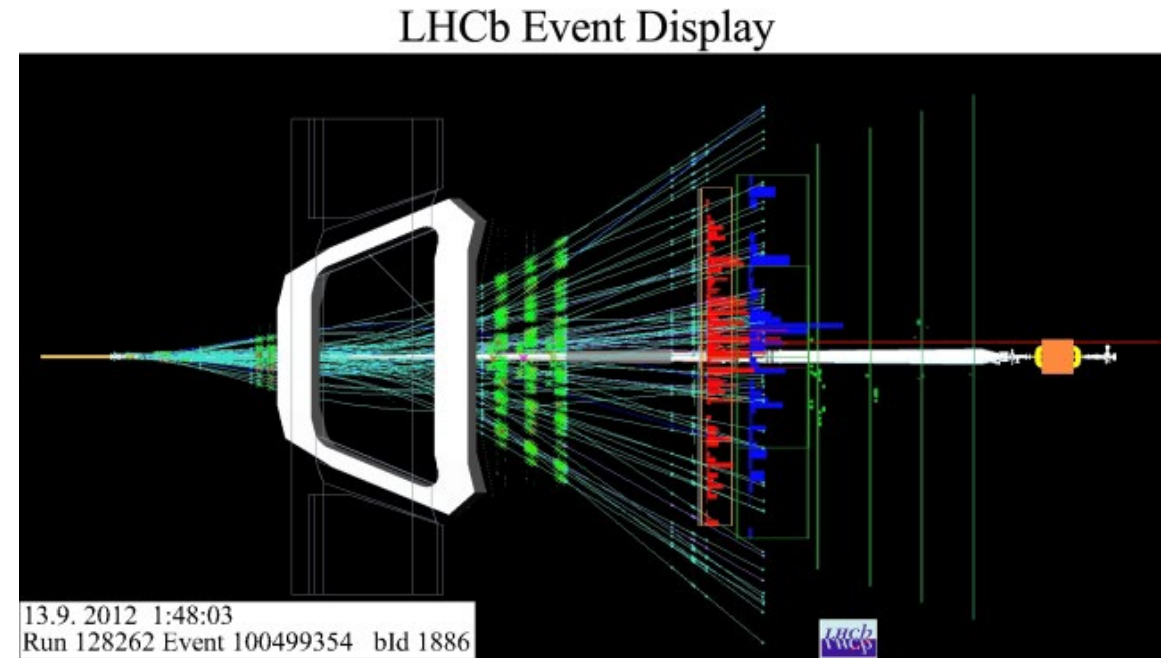 LHCb Event Display
13.9. 2012 1:48:03
Run 128262 Event 100499354 bId 1886
LHCb